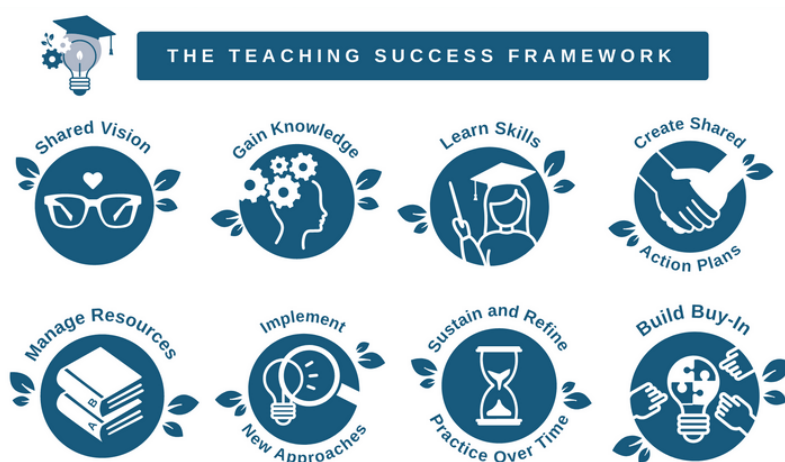 THE TEACHING SUCCESS FRAMEWORK
Shared Vision
Gain Knowledge
Learn Skills
Create Shared
Action Plans
Manage Resources
B
A
Implement
New Approaches
Sustain and Refine
Practice Over Time
Build Buy-In